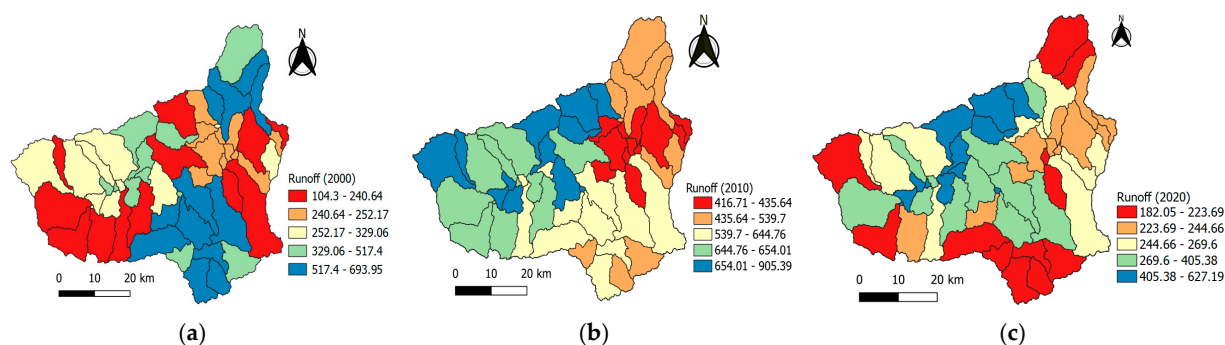 N
Runoff (2000)
104.3 - 240.64
240.64 - 252.17
252.17 - 329.06
329.06 - 517.4
517.4 - 693.95
0 10 20 km
(a)
N
Runoff (2010)
416.71 - 435.64
435.64 - 539.7
539.7 - 644.76
644.76 - 654.01
654.01 - 905.39
0 10 20 km
(b)
N
Runoff (2020)
182.05 - 223.69
223.69 - 244.66
244.66 - 269.6
269.6 - 405.38
405.38 - 627.19
0 10 20 km
(c)